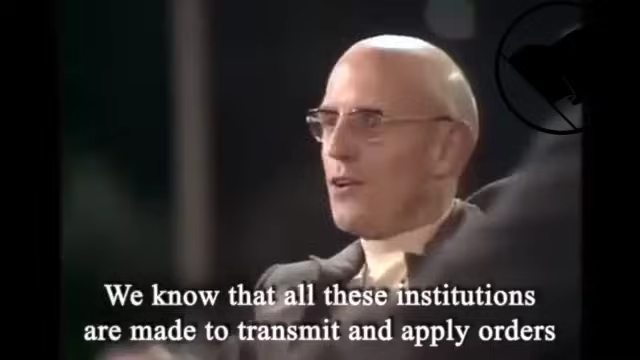 We know that all these institutions
are made to transmit and apply orders